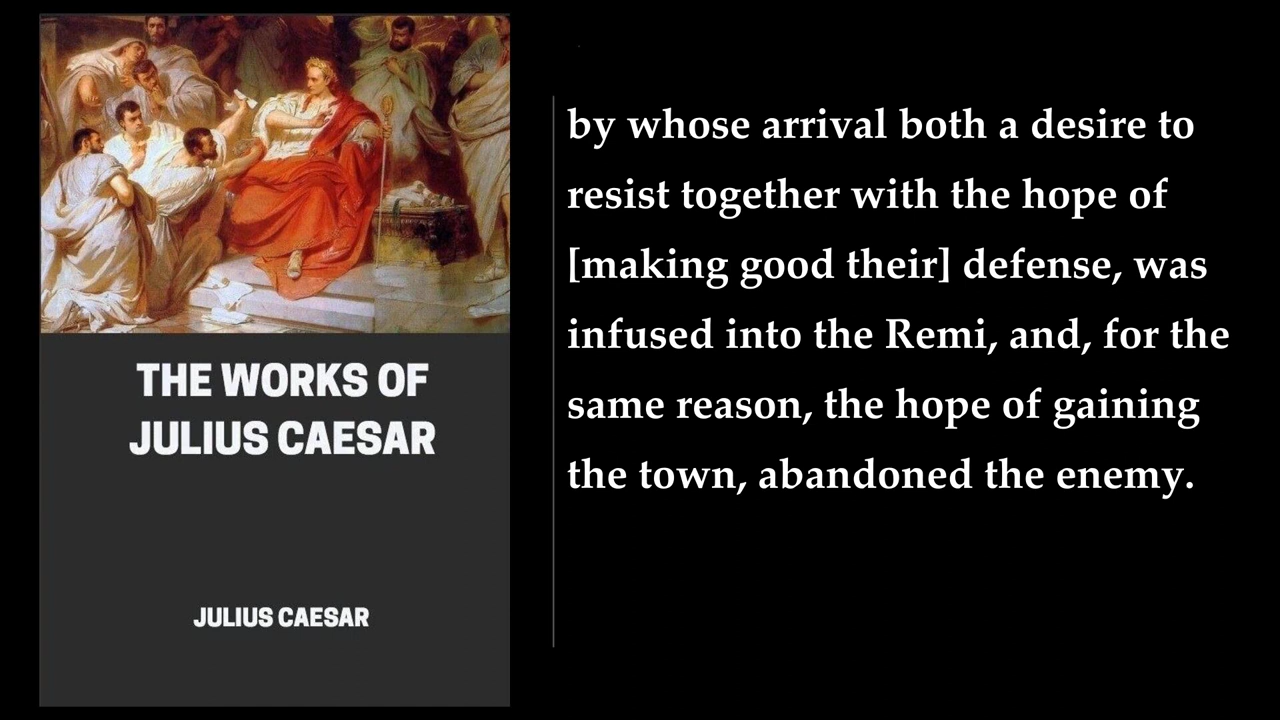 THE WORKS OF
JULIUS CAESAR
JULIUS CAESAR
by whose arrival both a desire to
resist together with the hope of
[making good their] defense, was
infused into the Remi, and, for the
same reason, the hope of gaining
the town, abandoned the enemy.